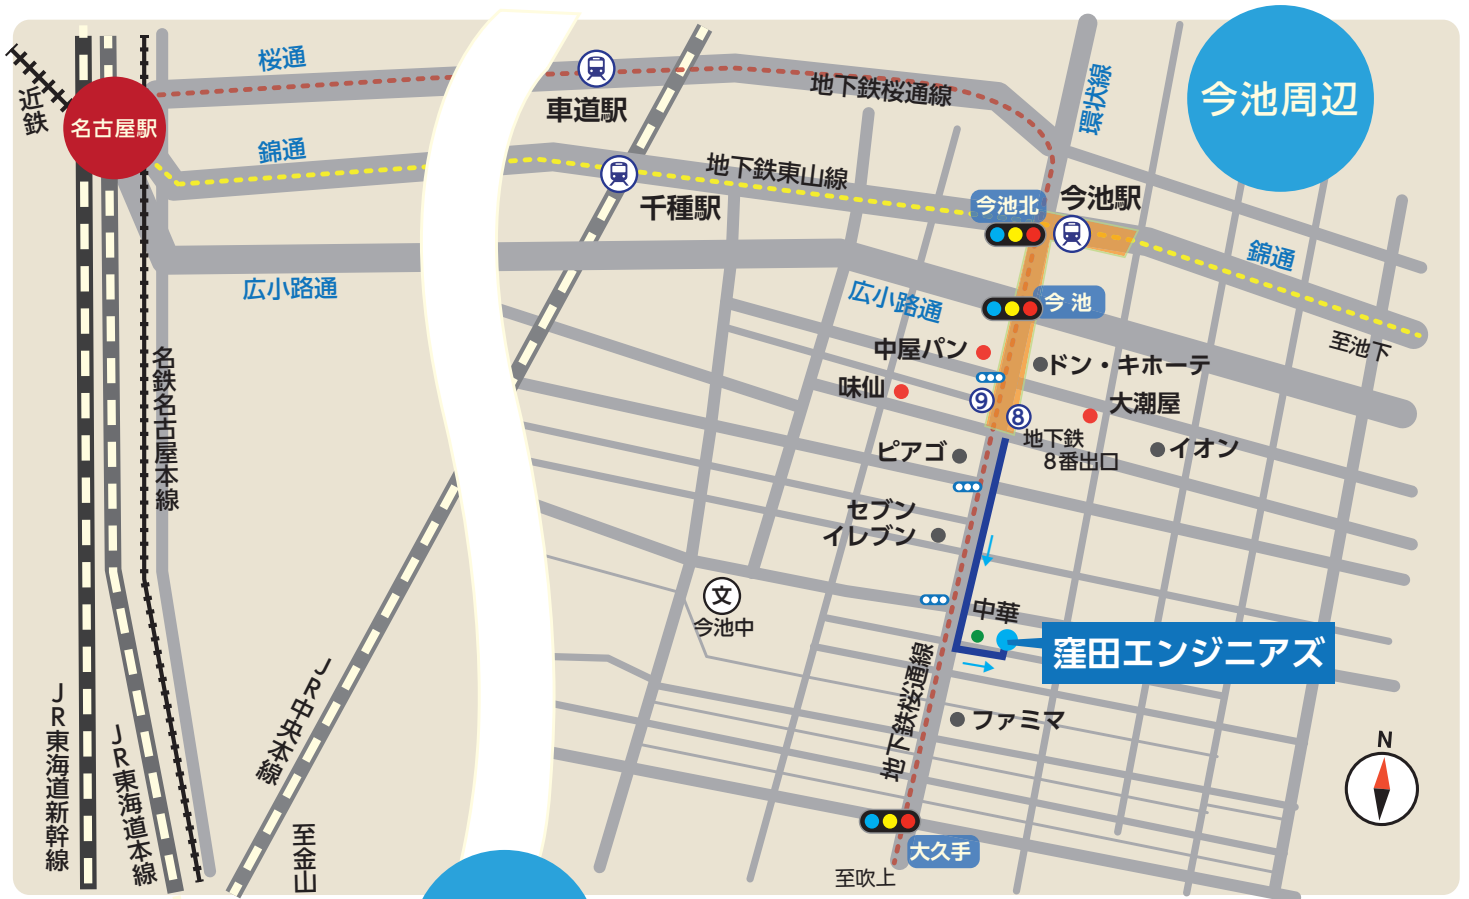 近鉄
名古屋駅
桜通
錦通
広小路通
車道駅
千種駅
地下鉄桜通線
地下鉄東山線
環状線
今池周辺
今池北
今池駅
錦通
広小路通
今池
至池下
中屋パン
ドン・キホーテ
味仙
大潮屋
⑨
⑧
地下鉄
8番出口
ピアゴ
イオン
セブン
イレブン
名鉄名古屋本線
文
今池中
中華
窪田エンジニアズ
地下鉄桜通線
ファミマ
JR東海道新幹線
JR東海道本線
JR中央本線
至金山
大久手
至吹上
N